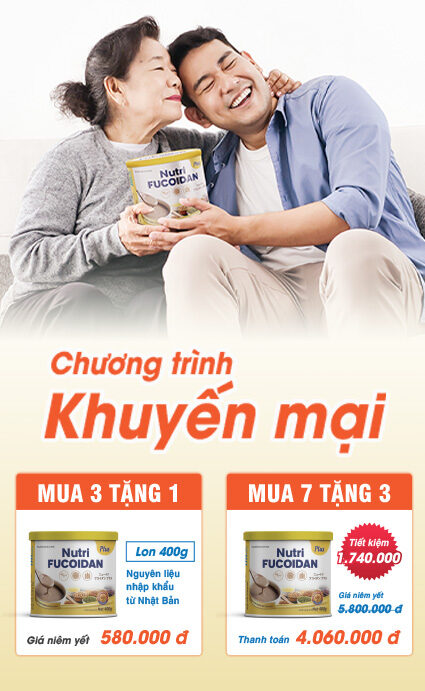 Nutri Plus
FUCOIDAN
Chương trình
Khuyến mại
MUA 3 TẶNG 1
Nutri Plus
FUCOIDAN
Lon 400g
Nguyên liệu
nhập khẩu
từ Nhật Bản
Giá niêm yết 580.000 đ
MUA 7 TẶNG 3
Nutri Plus
FUCOIDAN
Tiết kiệm
1.740.000
Giá niêm yết
5.800.000 đ
Thanh toán 4.060.000 đ